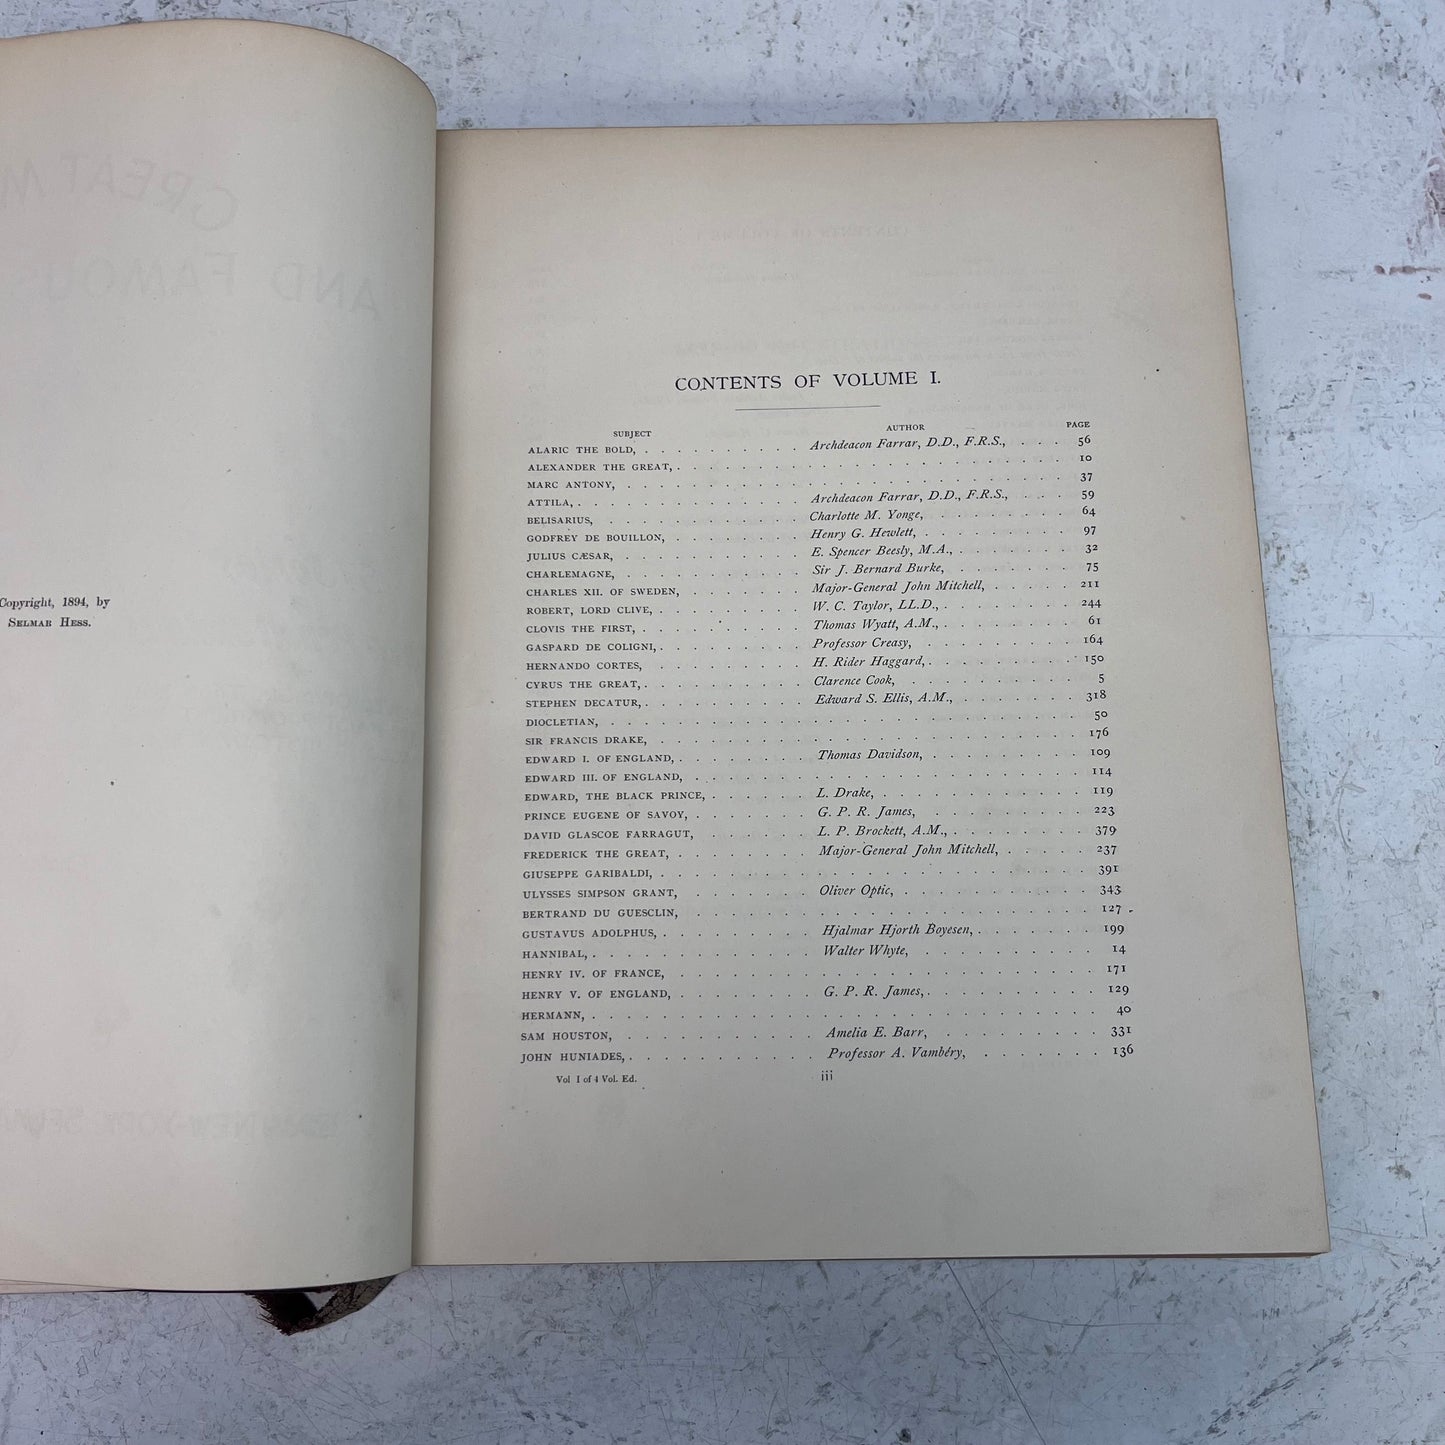 Copyright, 1894, by
SELMAR HESS.
CONTENTS OF VOLUME I.
SUBJECT AUTHOR PAGE
ALARIC THE BOLD, . . . . . . . . . . Archdeacon Farrar, D.D., F.R.S., . . . 56
ALEXANDER THE GREAT, . . . . . . . . . . . . . . . . . . . . . . . 10
MARC ANTONY, . . . . . . . . . . . . . . . . . . . . . . . . . . 37
ATTILA, . . . . . . . . . . . . . Archdeacon Farrar, D.D., F.R.S., . . . 59
BELISARIUS, . . . . . . . . . . . Charlotte M. Yonge, . . . . . . . . 64
GODFREY DE BOUILLON, . . . . . . . . Henry G. Hewlett, . . . . . . . . 97
JULIUS CÆSAR, . . . . . . . . . . . E. Spencer Beesly, M.A., . . . . . . 32
CHARLEMAGNE, . . . . . . . . . . . Sir J. Bernard Burke, . . . . . . . 75
CHARLES XII. OF SWEDEN, . . . . . . . Major-General John Mitchell, . . . . . 211
ROBERT, LORD CLIVE, . . . . . . . . . W. C. Taylor, LL.D., . . . . . . . . 244
CLOVIS THE FIRST, . . . . . . . . . . Thomas Wyatt, A.M., . . . . . . . . 61
GASPARD DE COLIGNI, . . . . . . . . . Professor Creasy, . . . . . . . . . 164
HERNANDO CORTES, . . . . . . . . . H. Rider Haggard, . . . . . . . . . 150
CYRUS THE GREAT, . . . . . . . . . . Clarence Cook, . . . . . . . . . . 5
STEPHEN DECATUR, . . . . . . . . . . Edward S. Ellis, A.M., . . . . . . . 318
DIOCLETIAN, . . . . . . . . . . . . . . . . . . . . . . . . . . . 50
SIR FRANCIS DRAKE, . . . . . . . . . . . . . . . . . . . . . . . . 176
EDWARD I. OF ENGLAND, . . . . . . . . Thomas Davidson, . . . . . . . . . 109
EDWARD III. OF ENGLAND, . . . . . . . . . . . . . . . . . . . . . . . 114
EDWARD, THE BLACK PRINCE, . . . . . . L. Drake, . . . . . . . . . . . . 119
PRINCE EUGENE OF SAVOY, . . . . . . . G. P. R. James, . . . . . . . . . 223
DAVID GLASCOE FARRAGUT, . . . . . . L. P. Brockett, A.M., . . . . . . . . 379
FREDERICK THE GREAT, . . . . . . . . Major-General John Mitchell, . . . . . 237
GIUSEPPE GARIBALDI, . . . . . . . . . . . . . . . . . . . . . . . . 391
ULYSSES SIMPSON GRANT, . . . . . . . Oliver Optic, . . . . . . . . . . . 343
BERTRAND DU GUESCLIN, . . . . . . . . . . . . . . . . . . . . . . . 127
GUSTAVUS ADOLPHUS, . . . . . . . . . Hjalmar Hjorth Boyesen, . . . . . . . 199
HANNIBAL, . . . . . . . . . . . . . Walter Whyte, . . . . . . . . . . 14
HENRY IV. OF FRANCE, . . . . . . . . . . . . . . . . . . . . . . . . 171
HENRY V. OF ENGLAND, . . . . . . . . G. P. R. James, . . . . . . . . . . 129
HERMANN, . . . . . . . . . . . . . . . . . . . . . . . . . . . . 40
SAM HOUSTON, . . . . . . . . . . . Amelia E. Barr, . . . . . . . . . . 331
JOHN HUNIADES, . . . . . . . . . . . Professor A. Vambéry, . . . . . . . 136
Vol I of 4 Vol. Ed. iii